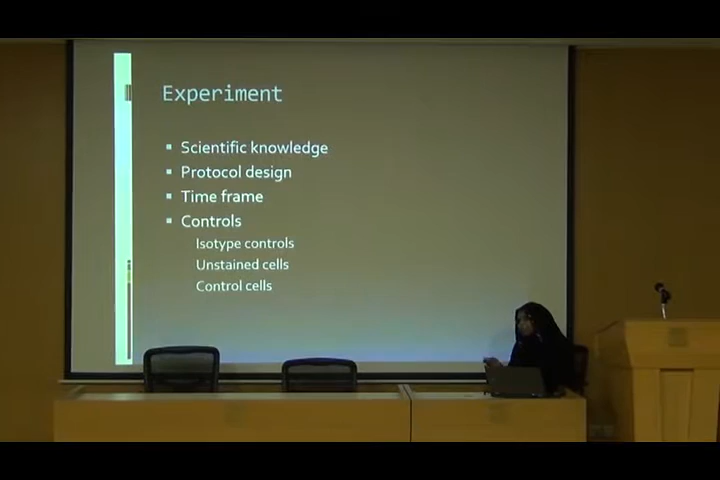 Experiment
Scientific knowledge
Protocol design
Time frame
Controls
Isotype controls
Unstained cells
Control cells